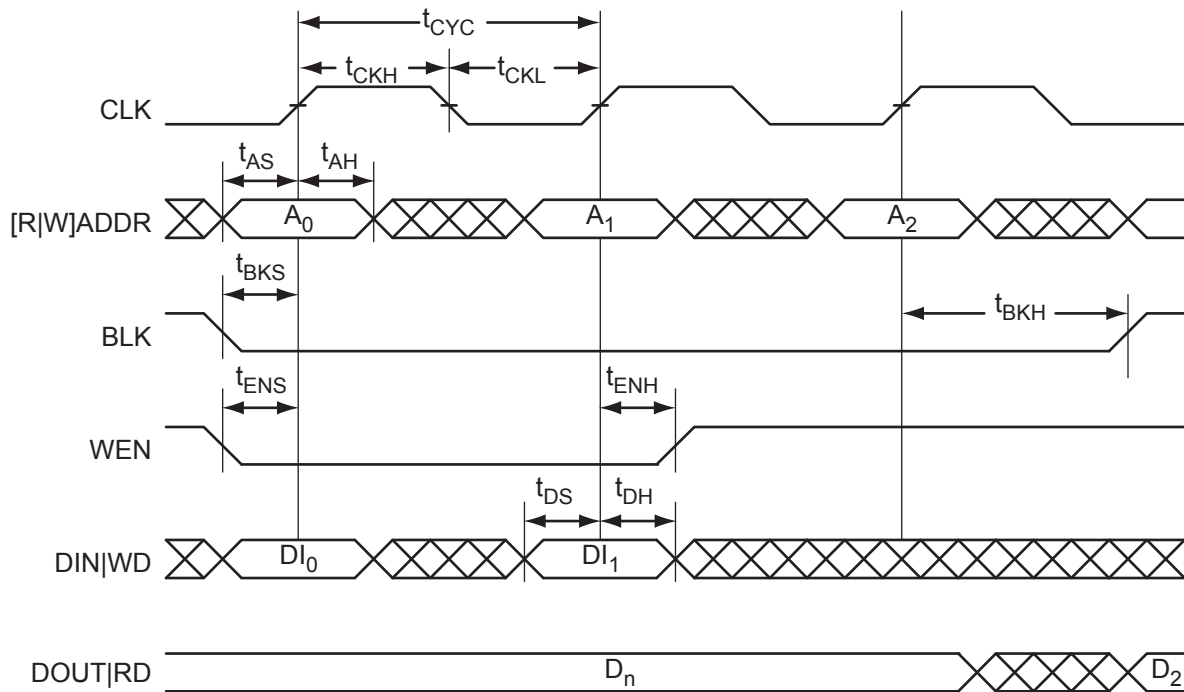 tCYC
tCKH tCKL
CLK
tAS tAH
[R|W]ADDR A0 A1 A2
tBKS
tBKH
BLK
tENS tENH
WEN
tDS tDH
DIN|WD DI0 DI1
DOUT|RD Dn D2